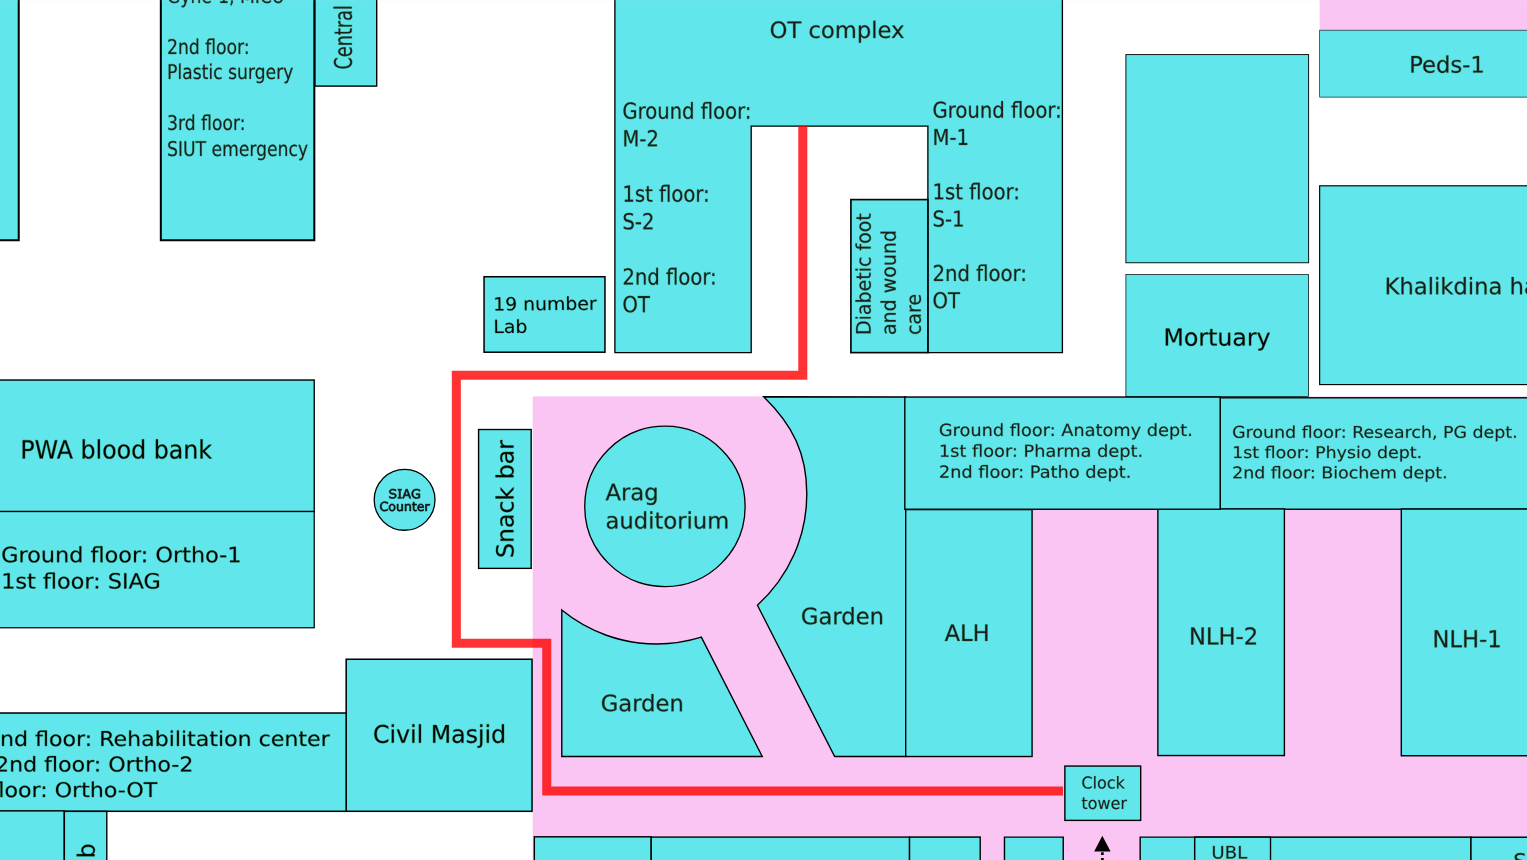 2nd floor:
Plastic surgery
3rd floor:
SIUT emergency
Central
OT complex
Ground floor:
M-2
1st floor:
S-2
2nd floor:
OT
Ground floor:
M-1
1st floor:
S-1
2nd floor:
OT
Diabetic foot
and wound
care
Peds-1
Khalikdina
Mortuary
19 number
Lab
PWA blood bank
Ground floor: Ortho-1
1st floor: SIAG
SIAG
Counter
Snack bar
Arag
auditorium
Garden
Garden
Ground floor: Anatomy dept.
1st floor: Pharma dept.
2nd floor: Patho dept.
Ground floor: Research, PG dept.
1st floor: Physio dept.
2nd floor: Biochem dept.
ALH
NLH-2
NLH-1
Civil Masjid
floor: Rehabilitation center
2nd floor: Ortho-2
floor: Ortho-OT
Clock
tower
b
UBL